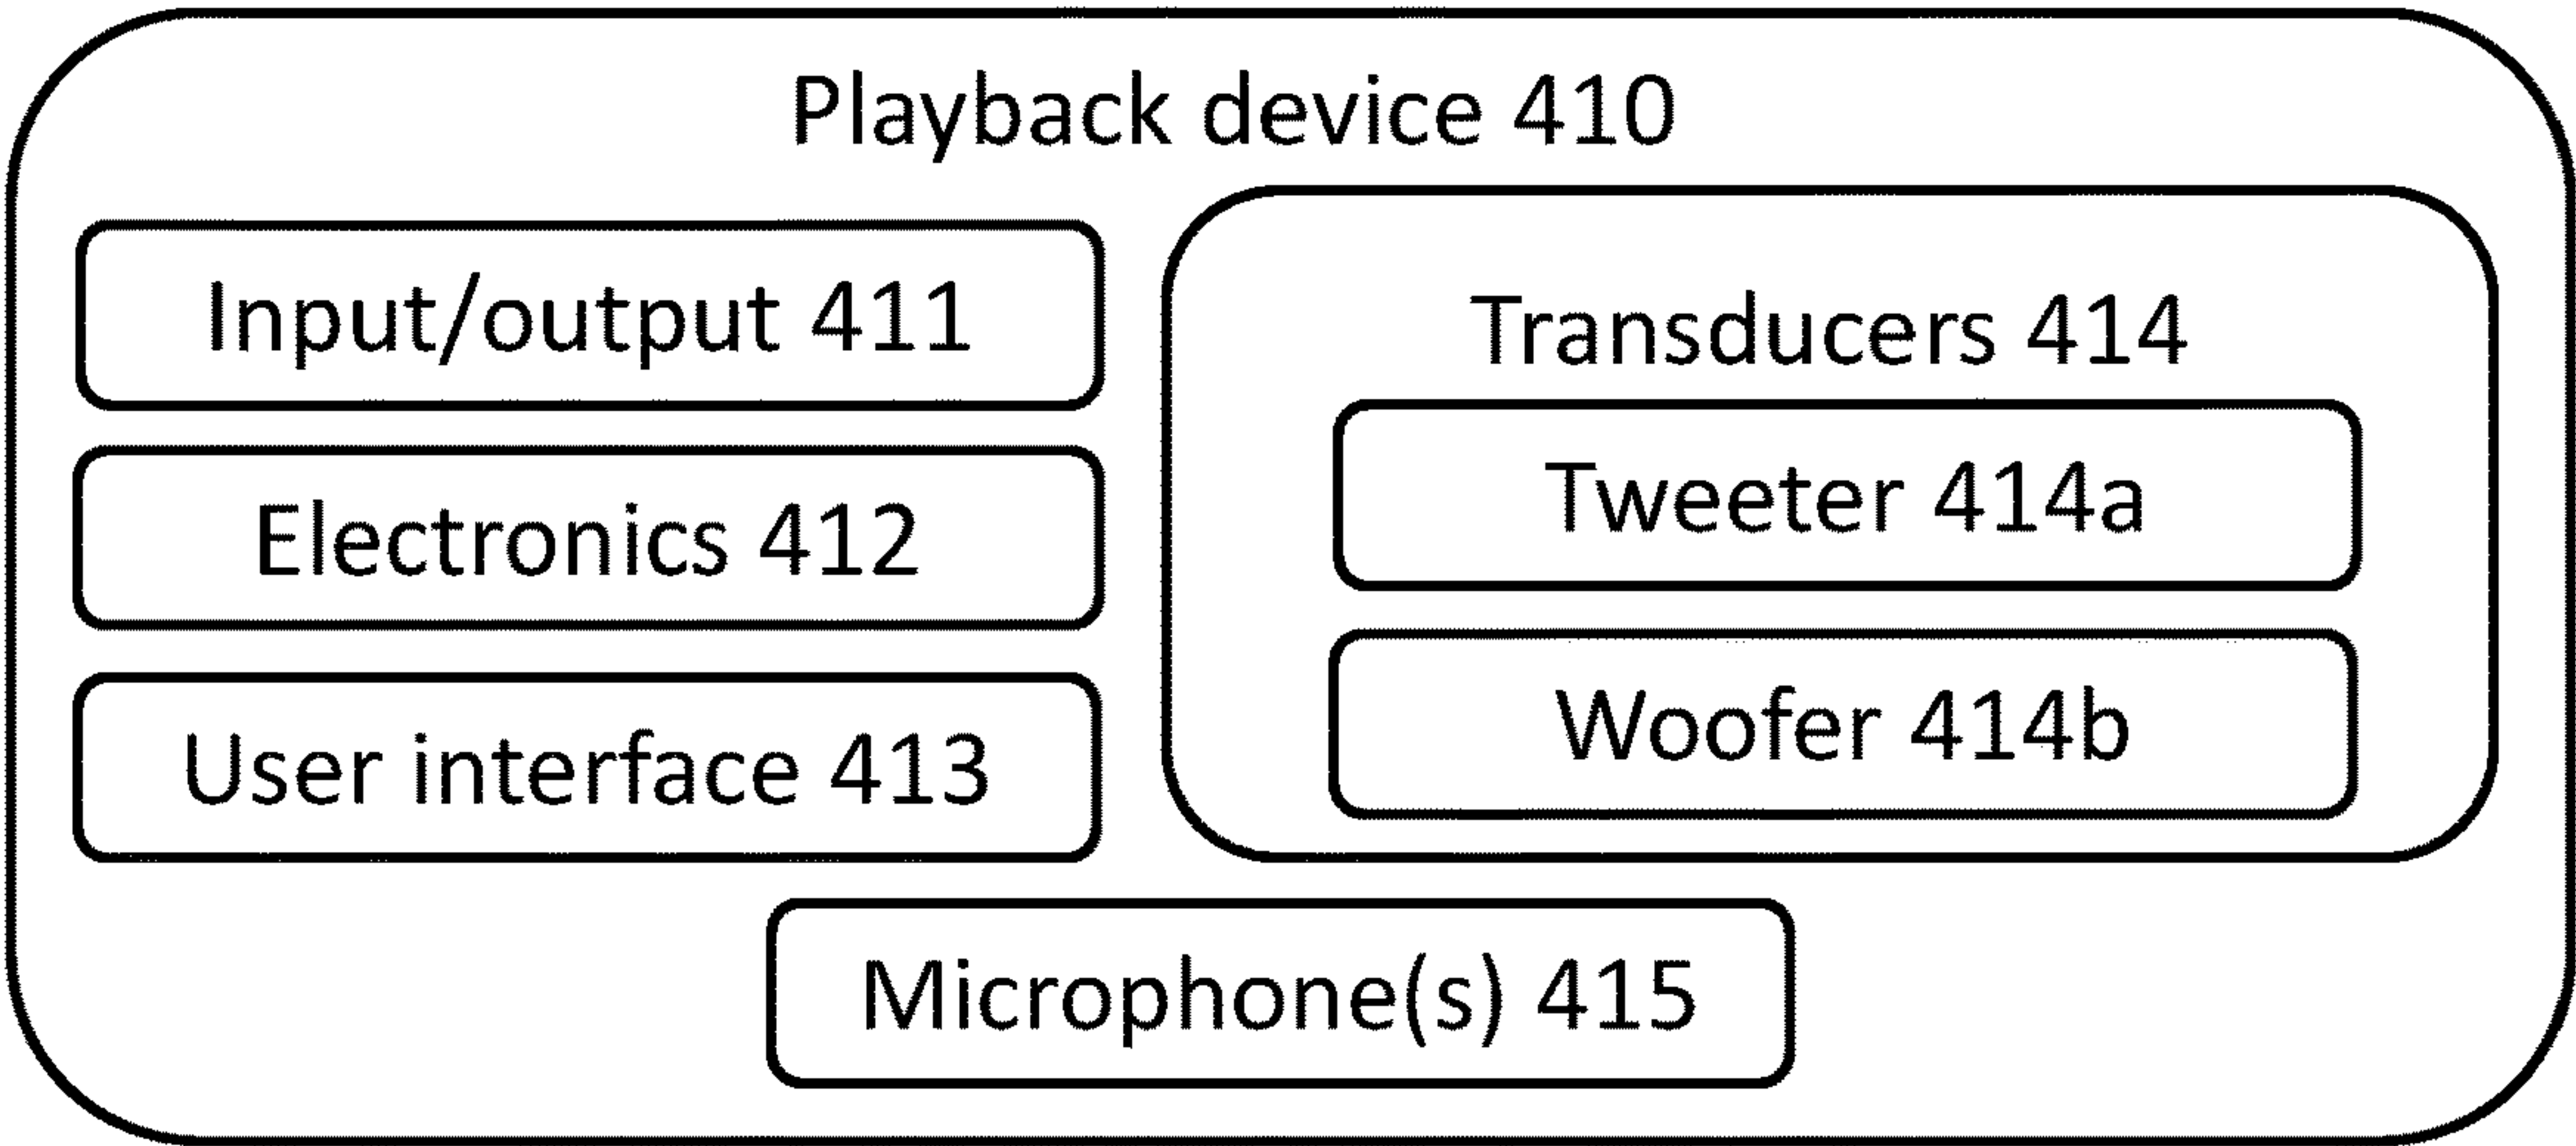 Playback device 410
Input/output 411
Electronics 412
User interface 413
Transducers 414
Tweeter 414a
Woofer 414b
Microphone(s) 415